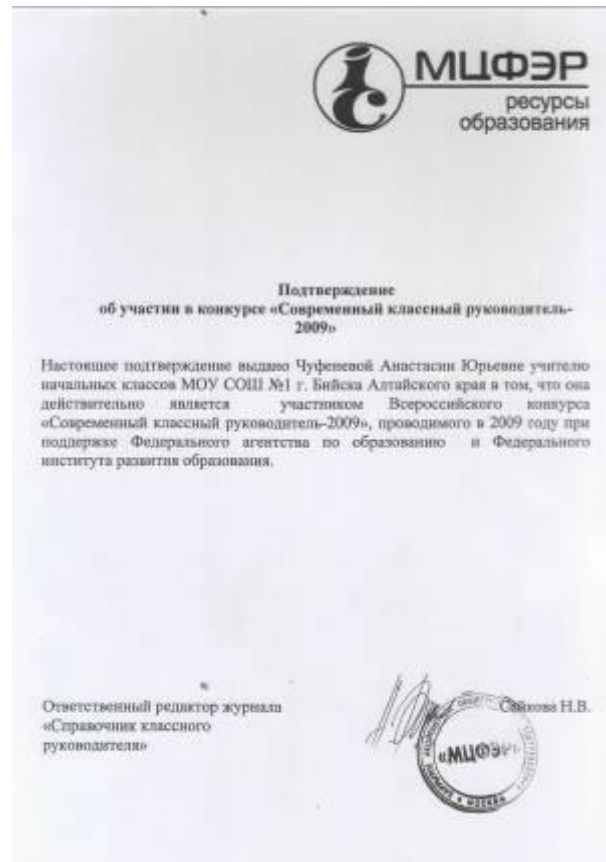 МЦФЭР
ресурсы
образования
Подтверждение
об участии в конкурсе «Современный классный руководитель-
2009»
Настоящее подтверждение выдано Чуфеневой Анастасии Юрьевне учителю
начальных классов МОУ СОШ №1 г. Бийска Алтайского края в том, что она
действительно является участником Всероссийского конкурса
«Современный классный руководитель-2009», проводимого в 2009 году при
поддержке Федерального агентства по образованию и Федерального
института развития образования.
Ответственный редактор журнала
«Справочник классного
руководителя»
Н.В.
«МЦФЭР»
МОСКВА